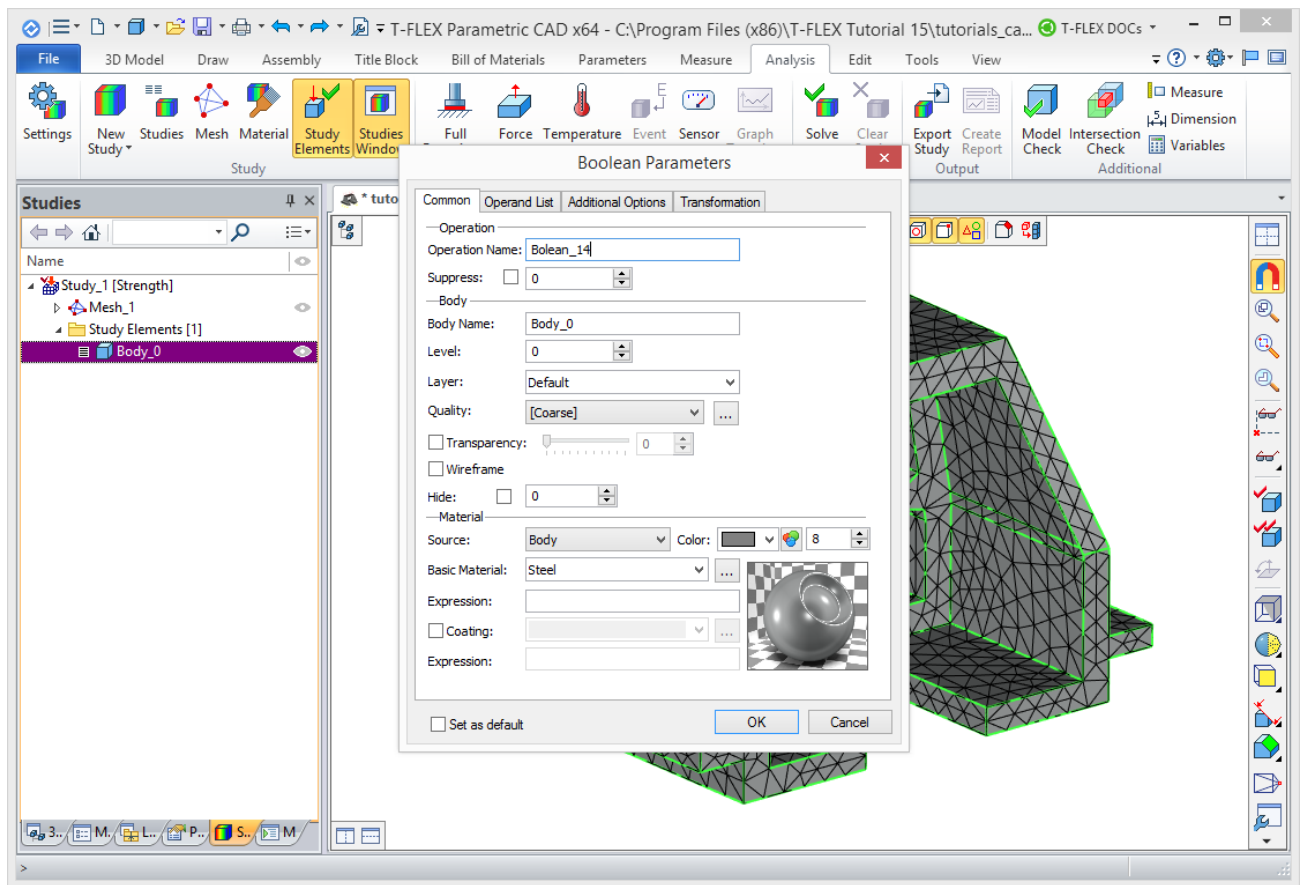 T-FLEX Parametric CAD x64 - C:\Program Files (x86)\T-FLEX Tutorial 15\tutorials_ca... T-FLEX DOCs
File 3D Model Draw Assembly Title Block Bill of Materials Parameters Measure Analysis Edit Tools View
Settings New Study Studies Mesh Material Study Elements Studies Window Full Force Temperature Event Sensor Graph Solve Clear Export Study Create Report Model Check Intersection Check Measure
Dimension
Variables
Study Output Additional
Boolean Parameters
Studies
* tuto
Common Operand List Additional Options Transformation
Name
Study_1 [Strength]
Mesh_1
Study Elements [1]
Body_0
Operation
Operation Name: Bolean_14
Suppress: 0
Body
Body Name: Body_0
Level: 0
Layer: Default
Quality: [Coarse] ...
Transparency: 0
Wireframe
Hide: 0
Material
Source: Body Color: 8
Basic Material: Steel ...
Expression:
Coating: ...
Expression:
Set as default OK Cancel
3.. M. L.. P.. S.. M
>